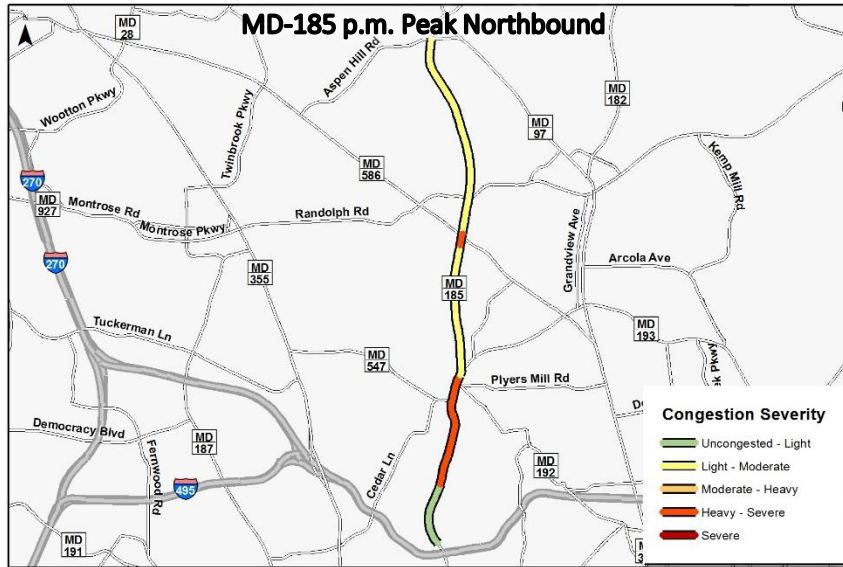 MD-185 p.m. Peak Northbound
MD
28
Aspen Hill Rd
MD
182
Wootton Pkwy
Twinbrook Pkwy
MD
97
Kemp Mill Rd
MD
586
270
MD
927
Montrose Rd
Montrose Pkwy
Randolph Rd
Grandview Ave
270
MD
355
Arcola Ave
MD
185
Tuckerman Ln
MD
193
MD
547
Plyers Mill Rd
Democracy Blvd
MD
187
Fernwood Rd
Cedar Ln
MD
192
495
MD
191
Congestion Severity
Uncongested - Light
Light - Moderate
Moderate - Heavy
Heavy - Severe
Severe